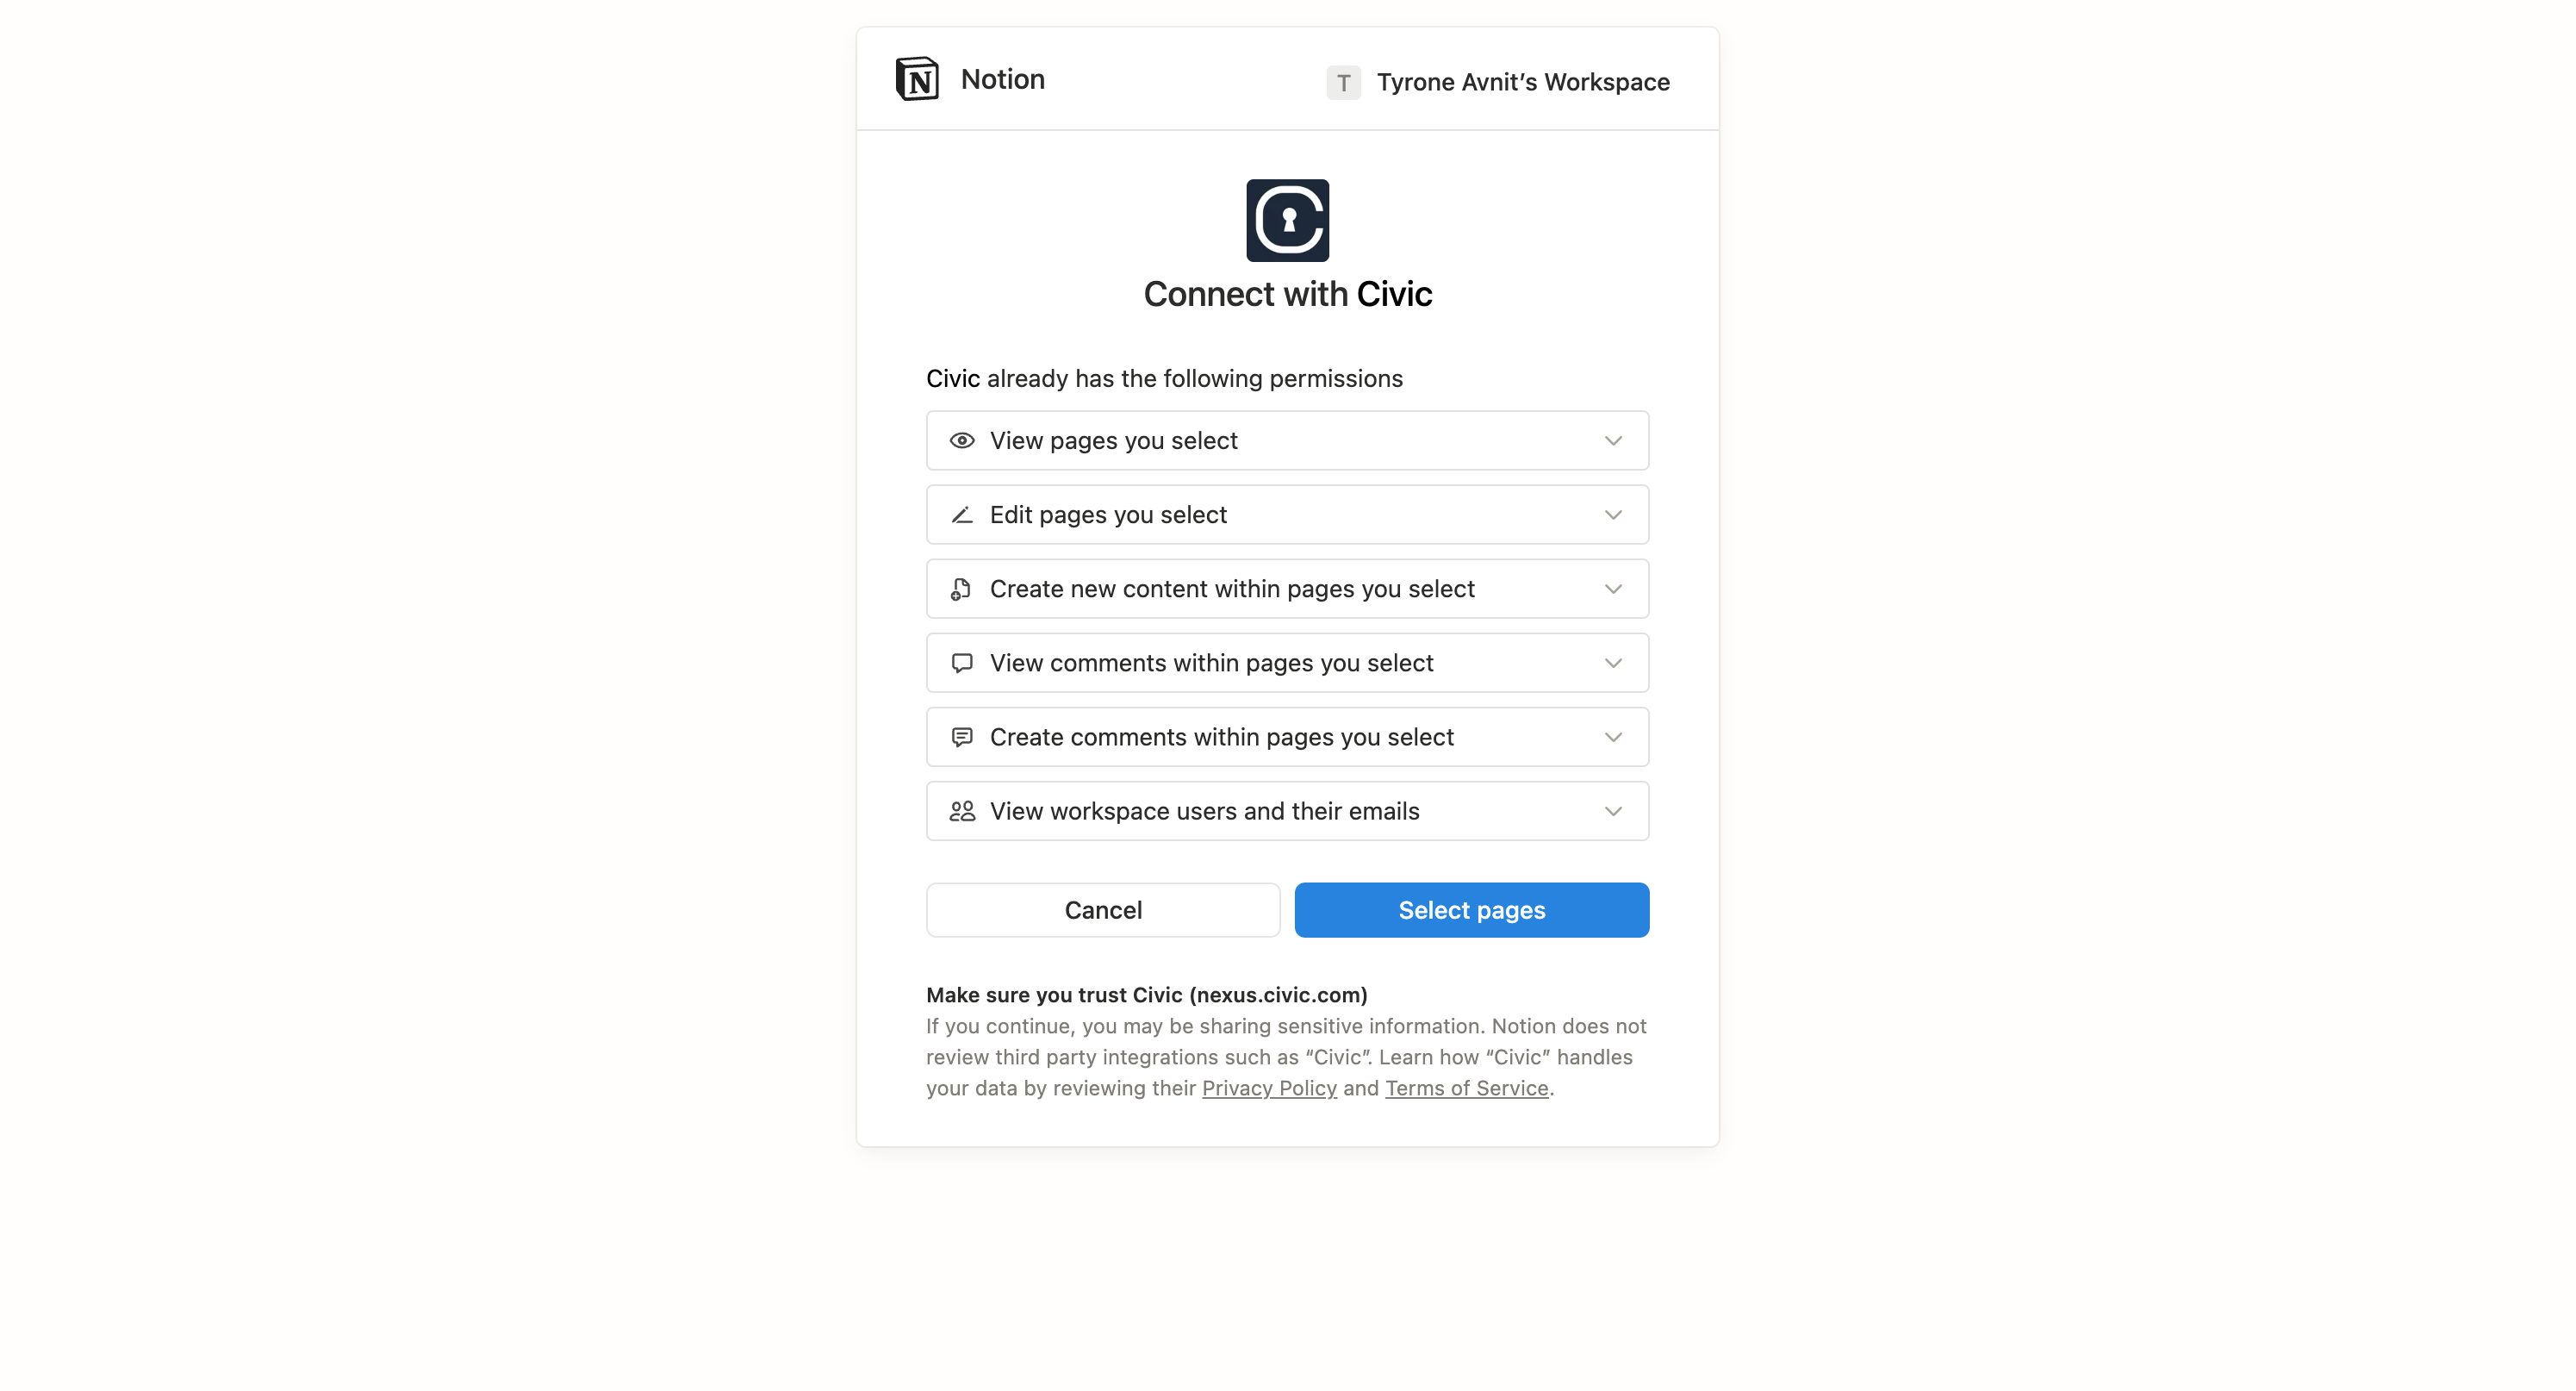 Notion
T Tyrone Avnit’s Workspace
Connect with Civic
Civic already has the following permissions
View pages you select
Edit pages you select
Create new content within pages you select
View comments within pages you select
Create comments within pages you select
View workspace users and their emails
Cancel
Select pages
Make sure you trust Civic (nexus.civic.com)
If you continue, you may be sharing sensitive information. Notion does not
review third party integrations such as “Civic”. Learn how “Civic” handles
your data by reviewing their Privacy Policy and Terms of Service.